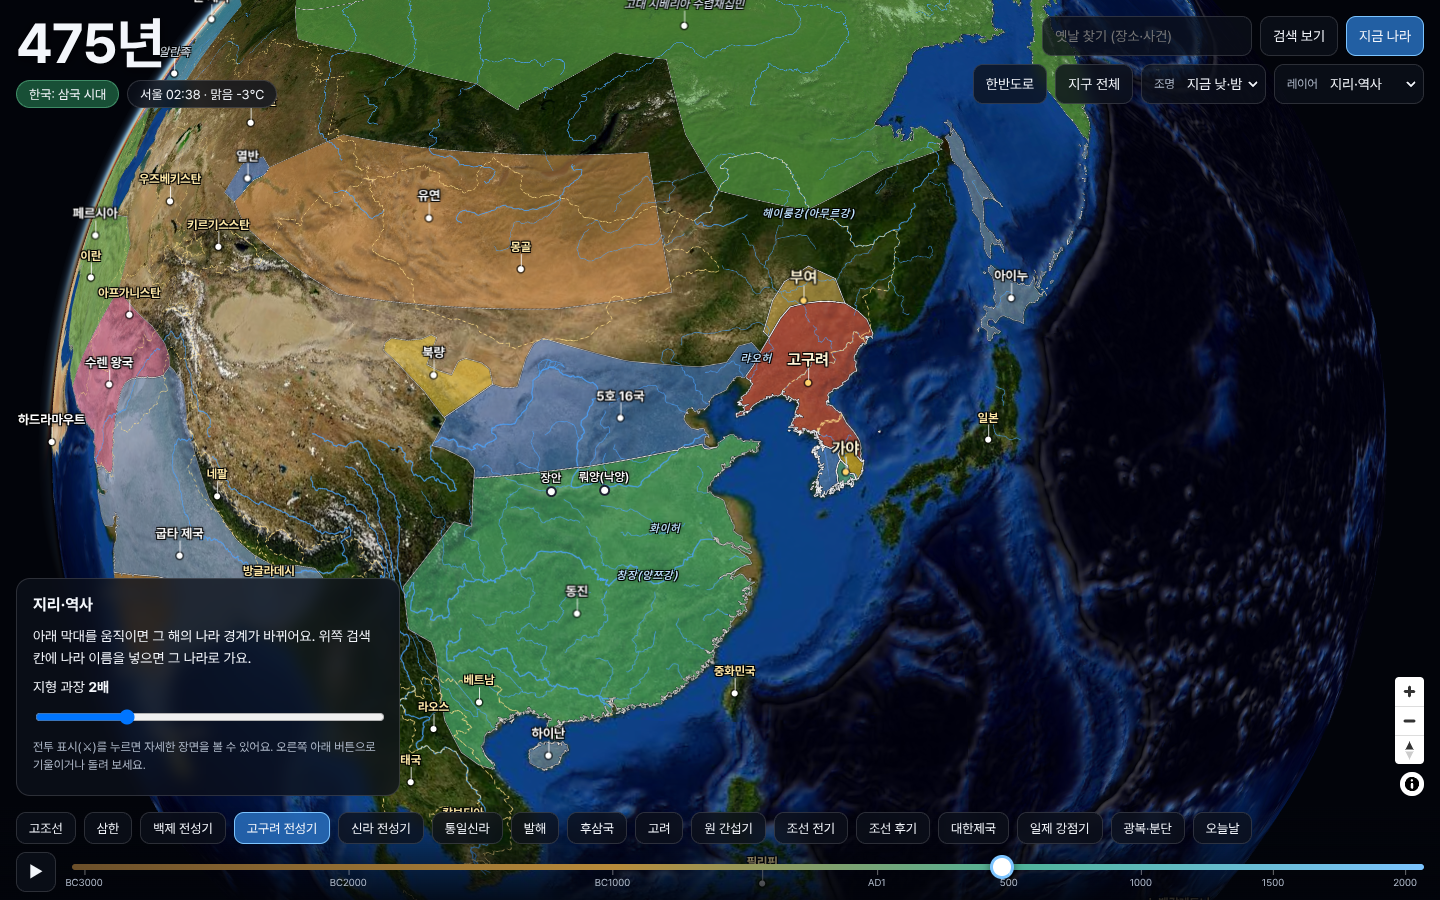 475년
옛날 찾기 (장소·사건)
검색 보기
지금 나라
한국: 삼국 시대
서울 02:38 · 맑음 -3°C
한반도로
지구 전체
조명 지금 낮·밤
레이어 지리·역사
고대 시베리아 수렵채집민
알란족
열반
우즈베키스탄
유연
페르시아
키르기스스탄
헤이룽강(아무르강)
몽골
이란
부여
아이누
아프가니스탄
북량
랴오허
고구려
수렌 왕국
5호 16국
하드라마우트
일본
가야
네팔
장안
뤄양(낙양)
굽타 제국
화이허
방글라데시
창장(양쯔강)
동진
중화민국
베트남
라오스
하이난
태국
캄보디아
필리핀
지리·역사
아래 막대를 움직이면 그 해의 나라 경계가 바뀌어요. 위쪽 검색
칸에 나라 이름을 넣으면 그 나라로 가요.
지형 과장 2배
전투 표시(⚔)를 누르면 자세한 장면을 볼 수 있어요. 오른쪽 아래 버튼으로
기울이거나 돌려 보세요.
고조선
삼한
백제 전성기
고구려 전성기
신라 전성기
통일신라
발해
후삼국
고려
원 간섭기
조선 전기
조선 후기
대한제국
일제 강점기
광복·분단
오늘날
BC3000
BC2000
BC1000
AD1
500
1000
1500
2000